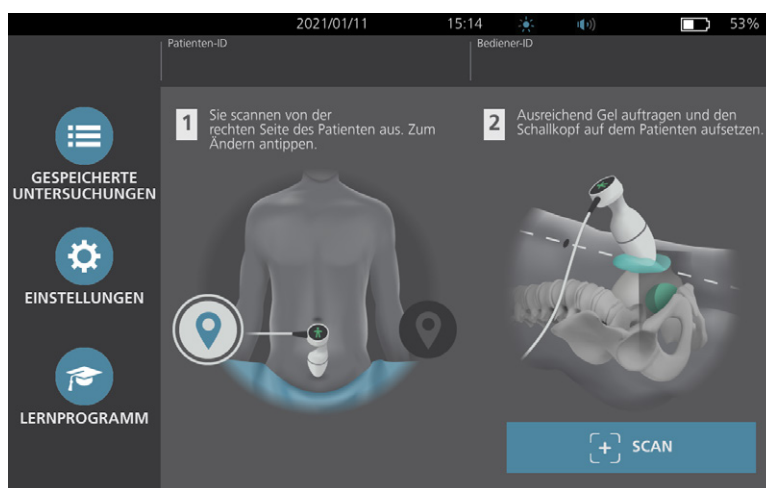 2021/01/11 15:14 53%
Patienten-ID Bediener-ID
1 Sie scannen von der
rechten Seite des Patienten aus. Zum
Ändern antippen.
2 Ausreichend Gel auftragen und den
Schallkopf auf dem Patienten aufsetzen.
GESPEICHERTE
UNTERSUCHUNGEN
EINSTELLUNGEN
LERNPROGRAMM
SCAN